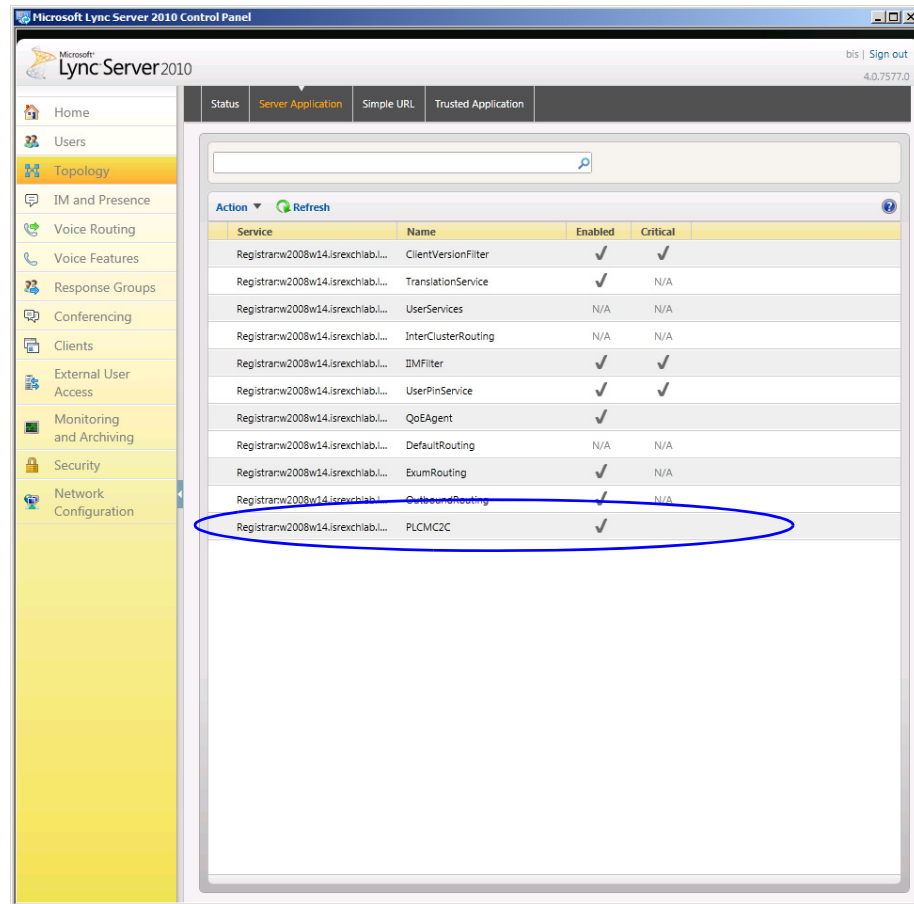 Microsoft Lync Server 2010 Control Panel
Microsoft
Lync Server 2010
bis | Sign out
4.0.7577.0
Home
Users
Topology
IM and Presence
Voice Routing
Voice Features
Response Groups
Conferencing
Clients
External User
Access
Monitoring
and Archiving
Security
Network
Configuration
Status Server Application Simple URL Trusted Application
Action Refresh
Service Name Enabled Critical
Registrar:w2008w14.isrexchlab.l... ClientVersionFilter
Registrar:w2008w14.isrexchlab.l... TranslationService N/A
Registrar:w2008w14.isrexchlab.l... UserServices N/A N/A
Registrar:w2008w14.isrexchlab.l... InterClusterRouting N/A N/A
Registrar:w2008w14.isrexchlab.l... IIMFilter
Registrar:w2008w14.isrexchlab.l... UserPinService
Registrar:w2008w14.isrexchlab.l... QoEAgent
Registrar:w2008w14.isrexchlab.l... DefaultRouting N/A N/A
Registrar:w2008w14.isrexchlab.l... ExumRouting N/A
Registrar:w2008w14.isrexchlab.l... OutboundRouting N/A
Registrar:w2008w14.isrexchlab.l... PLCMC2C